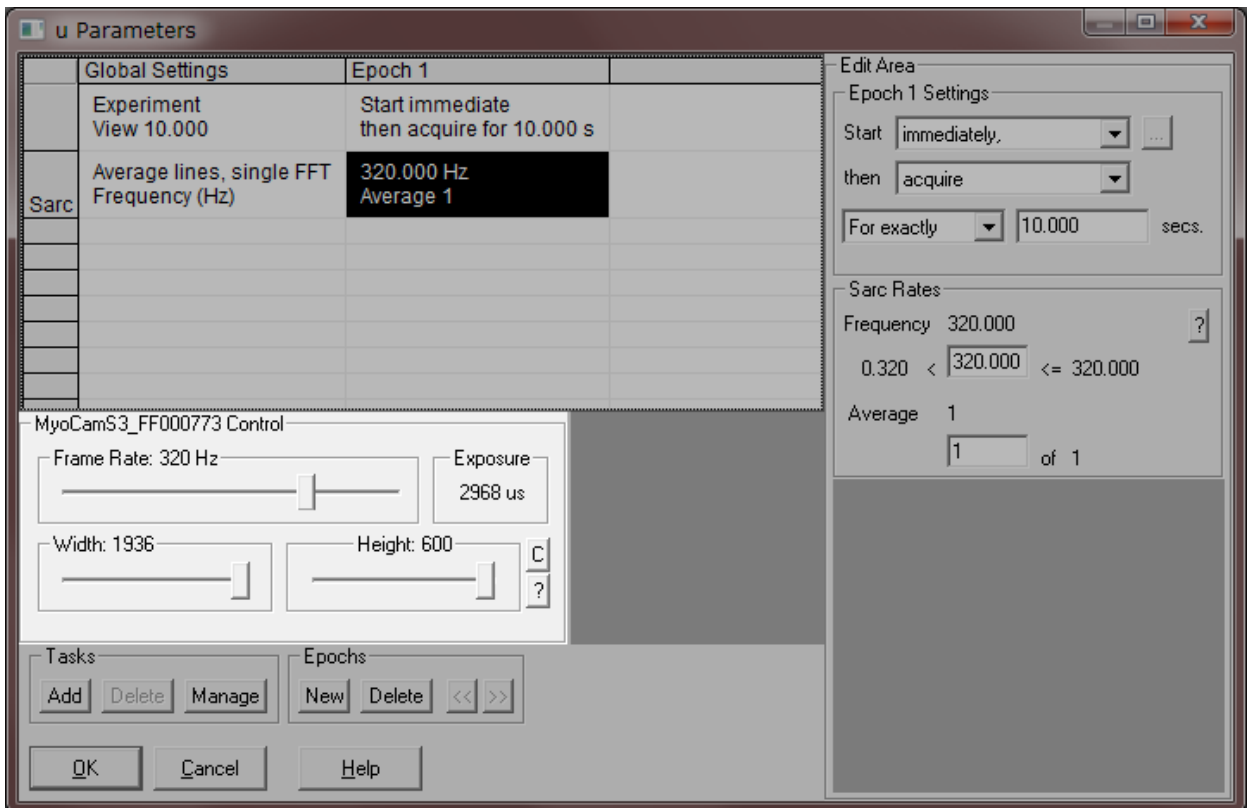 u Parameters
Global Settings Epoch 1
Experiment Start immediate
View 10.000 then acquire for 10.000 s
Average lines, single FFT 320.000 Hz
Sarc Frequency (Hz) Average 1
Edit Area
Epoch 1 Settings
Start immediately, ...
then acquire
For exactly 10.000 secs.
Sarc Rates
Frequency 320.000 ?
0.320 < 320.000 <= 320.000
Average 1
1 of 1
MyoCamS3_FF000773 Control
Frame Rate: 320 Hz Exposure
2968 us
Width: 1936 Height: 600 C
?
Tasks Epochs
Add Delete Manage New Delete << >>
OK Cancel Help